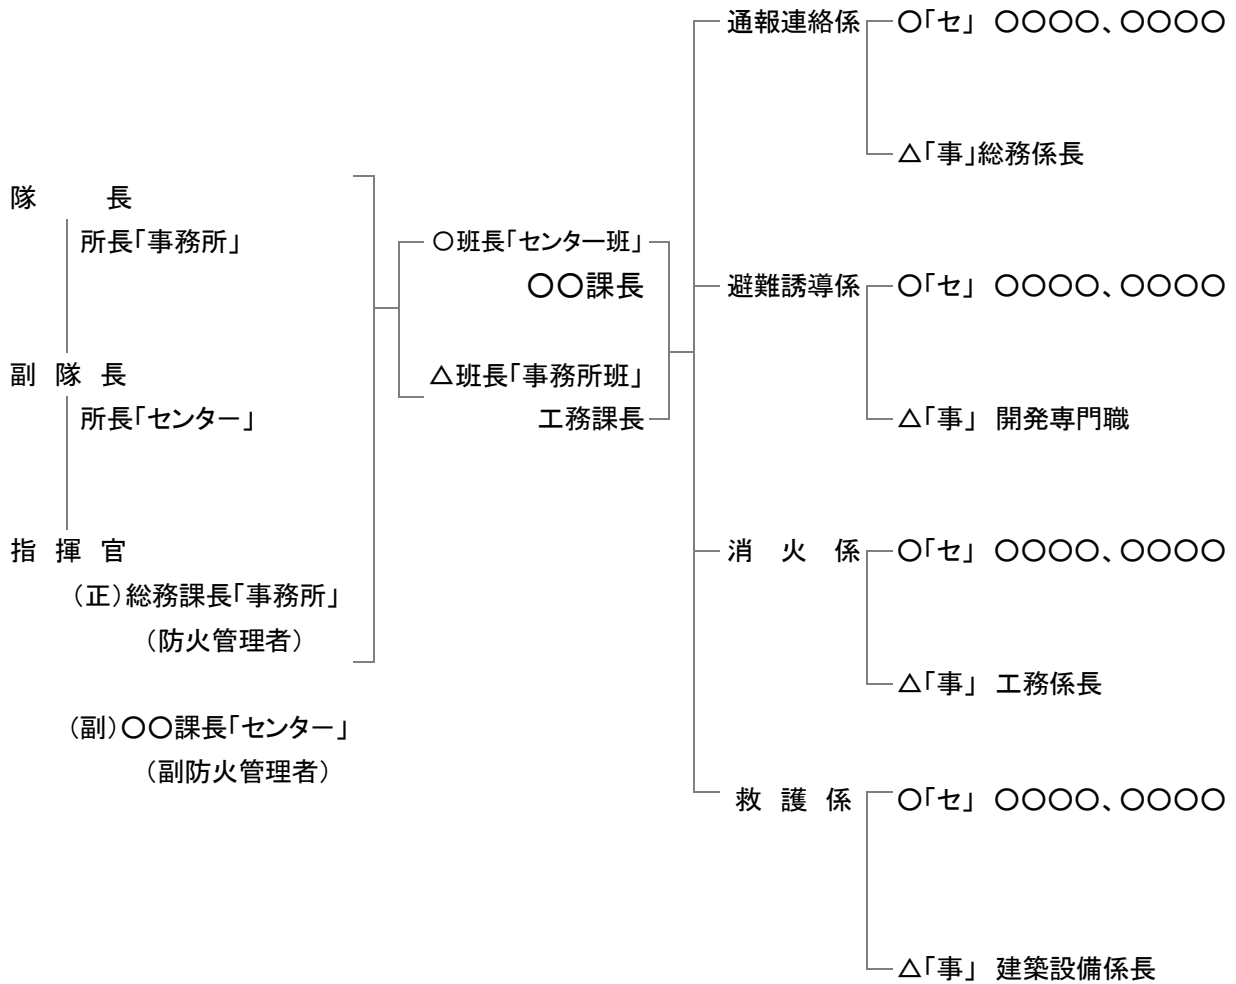 隊　　長
所長「事務所」
副 隊 長
所長「センター」
指 揮 官
（正）総務課長「事務所」
（防火管理者）
（副）〇〇課長「センター」
（副防火管理者）
〇班長「センター班」
〇〇課長
△班長「事務所班」
工務課長
通報連絡係
〇「セ」 〇〇〇〇、〇〇〇〇
△「事」総務係長
避難誘導係
〇「セ」 〇〇〇〇、〇〇〇〇
△「事」 開発専門職
消 火 係
〇「セ」 〇〇〇〇、〇〇〇〇
△「事」 工務係長
救 護 係
〇「セ」 〇〇〇〇、〇〇〇〇
△「事」 建築設備係長